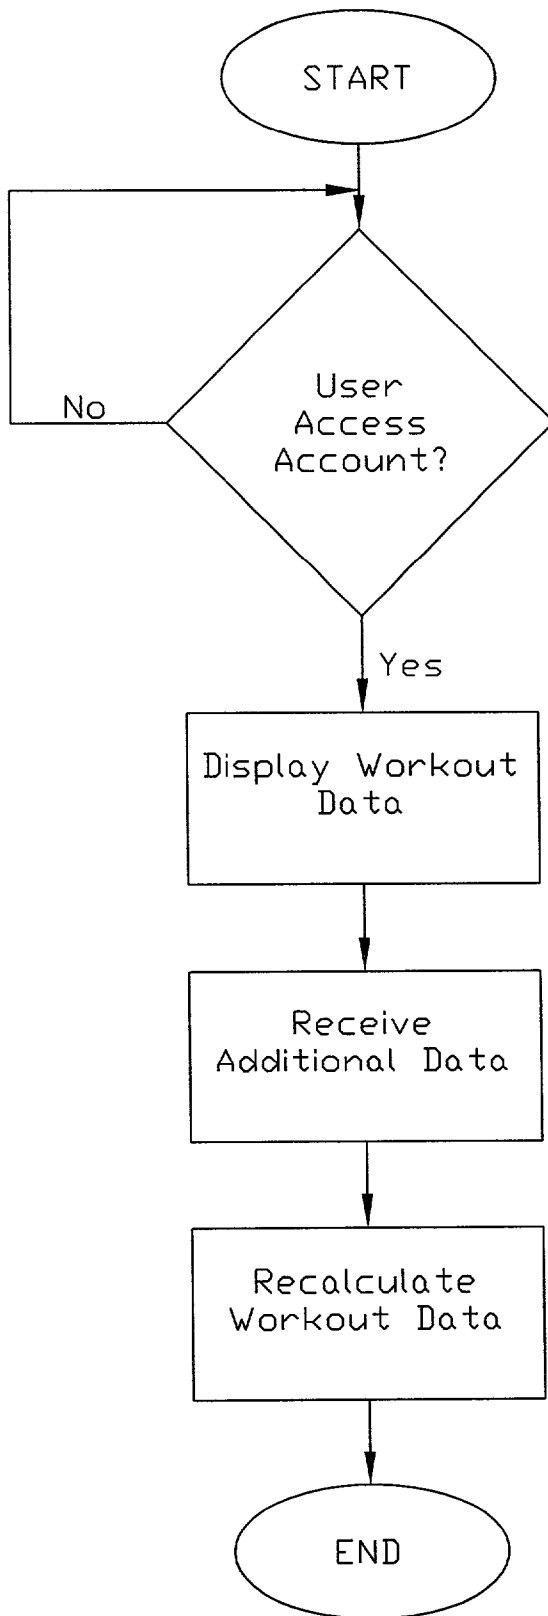 START
User
Access
Account?
No
Yes
Display Workout
Data
Receive
Additional Data
Recalculate
Workout Data
END